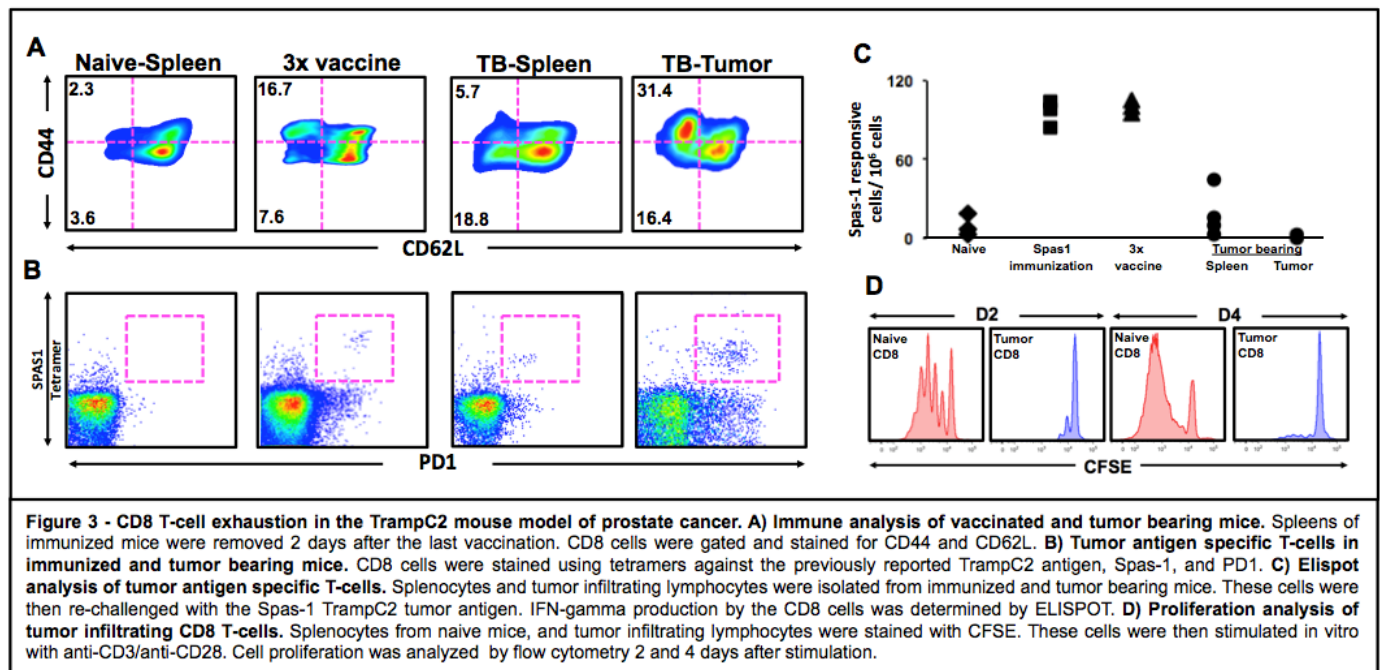 A
Naive-Spleen
3x vaccine
TB-Spleen
TB-Tumor
2.3
16.7
5.7
31.4
CD44
3.6
7.6
18.8
16.4
CD62L
B
SPAS1
Tetramer
PD1
C
Spas-1 responsive
cells/ 10⁶ cells
120
60
0
Naive
Spas1
immunization
3x
vaccine
Tumor bearing
Spleen
Tumor
D
D2
D4
Naive
CD8
Tumor
CD8
Naive
CD8
Tumor
CD8
CFSE
Figure 3 - CD8 T-cell exhaustion in the TrampC2 mouse model of prostate cancer. A) Immune analysis of vaccinated and tumor bearing mice. Spleens of
immunized mice were removed 2 days after the last vaccination. CD8 cells were gated and stained for CD44 and CD62L. B) Tumor antigen specific T-cells in
immunized and tumor bearing mice. CD8 cells were stained using tetramers against the previously reported TrampC2 antigen, Spas-1, and PD1. C) Elispot
analysis of tumor antigen specific T-cells. Splenocytes and tumor infiltrating lymphocytes were isolated from immunized and tumor bearing mice. These cells were
then re-challenged with the Spas-1 TrampC2 tumor antigen. IFN-gamma production by the CD8 cells was determined by ELISPOT. D) Proliferation analysis of
tumor infiltrating CD8 T-cells. Splenocytes from naive mice, and tumor infiltrating lymphocytes were stained with CFSE. These cells were then stimulated in vitro
with anti-CD3/anti-CD28. Cell proliferation was analyzed by flow cytometry 2 and 4 days after stimulation.